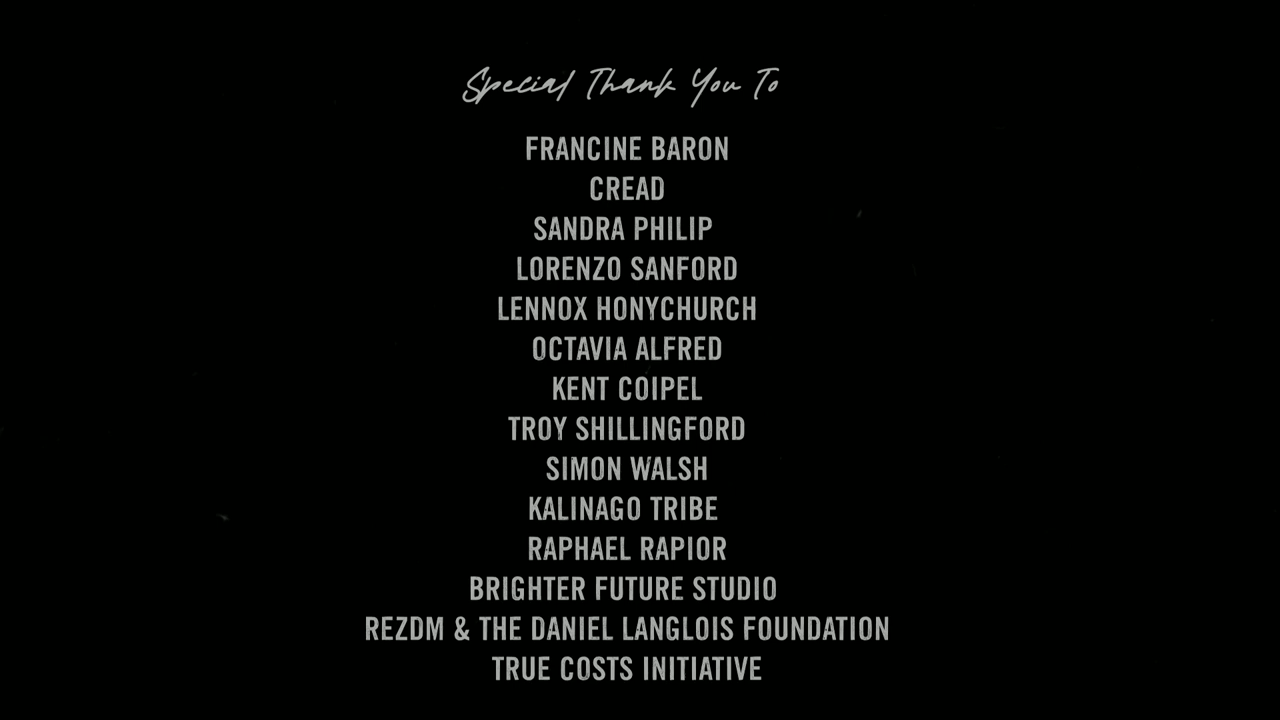 Special Thank You To
FRANCINE BARON
CREAD
SANDRA PHILIP
LORENZO SANFORD
LENNOX HONYCHURCH
OCTAVIA ALFRED
KENT COIPEL
TROY SHILLINGFORD
SIMON WALSH
KALINAGO TRIBE
RAPHAEL RAPIOR
BRIGHTER FUTURE STUDIO
REZDM & THE DANIEL LANGLOIS FOUNDATION
TRUE COSTS INITIATIVE